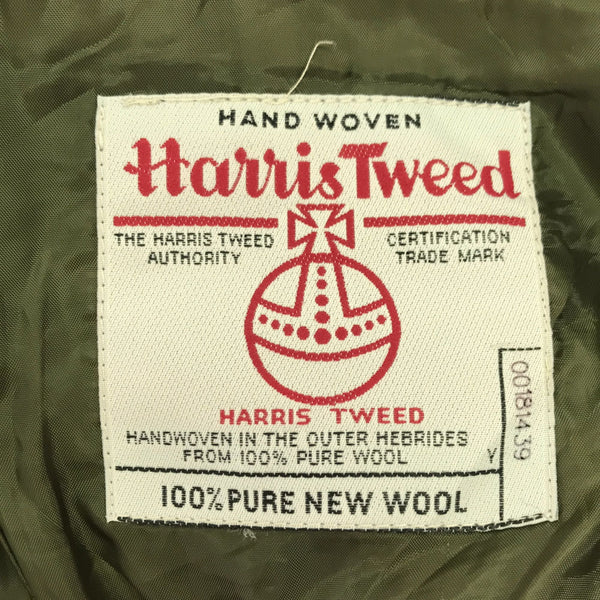 HAND WOVEN
Harris Tweed
THE HARRIS TWEED
AUTHORITY
CERTIFICATION
TRADE MARK
HARRIS TWEED
HANDWOVEN IN THE OUTER HEBRIDES
FROM 100% PURE WOOL
Y
00181439
100% PURE NEW WOOL